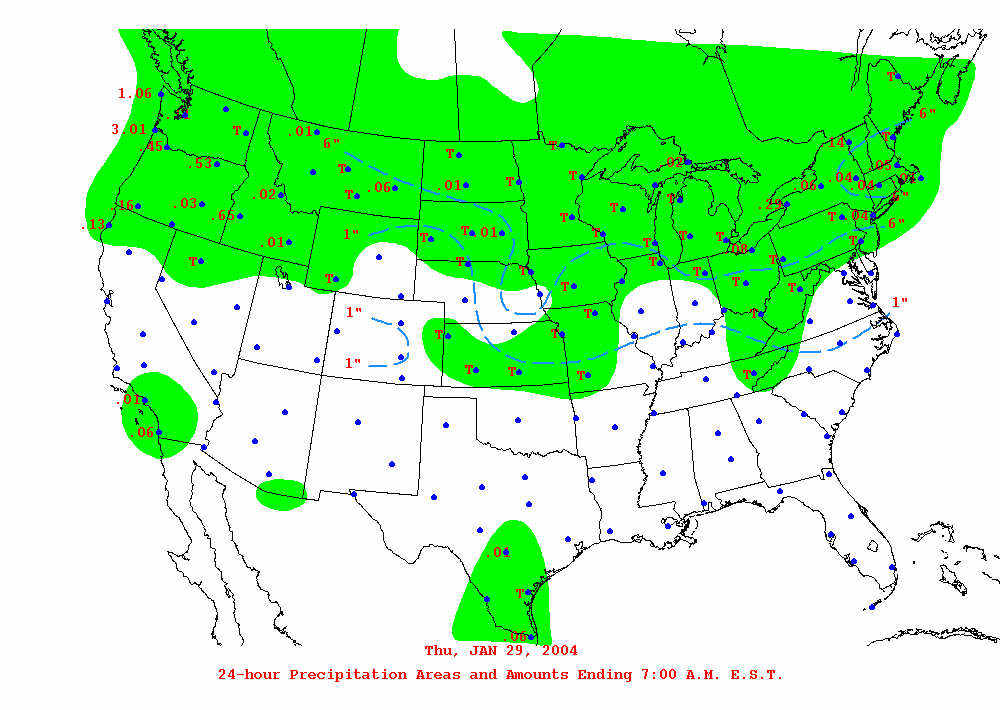 T
6"
1.06
3.01
T
.01
6"
T
.14
.45
.53
T
T
T
.02
.05
T
.06
.01
T
.06
.04
.04
.02
T
.16
.03
.65
.29
T
.04
6"
.13
1"
T
T
.01
T
T
T
T
.08
T
.01
T
T
T
T
T
T
T
T
T
T
1"
1"
T
T
T
T
1"
T
T
T
T
.01
.06
.01
T
.06
Thu, JAN 29, 2004
24-hour Precipitation Areas and Amounts Ending 7:00 A.M. E.S.T.